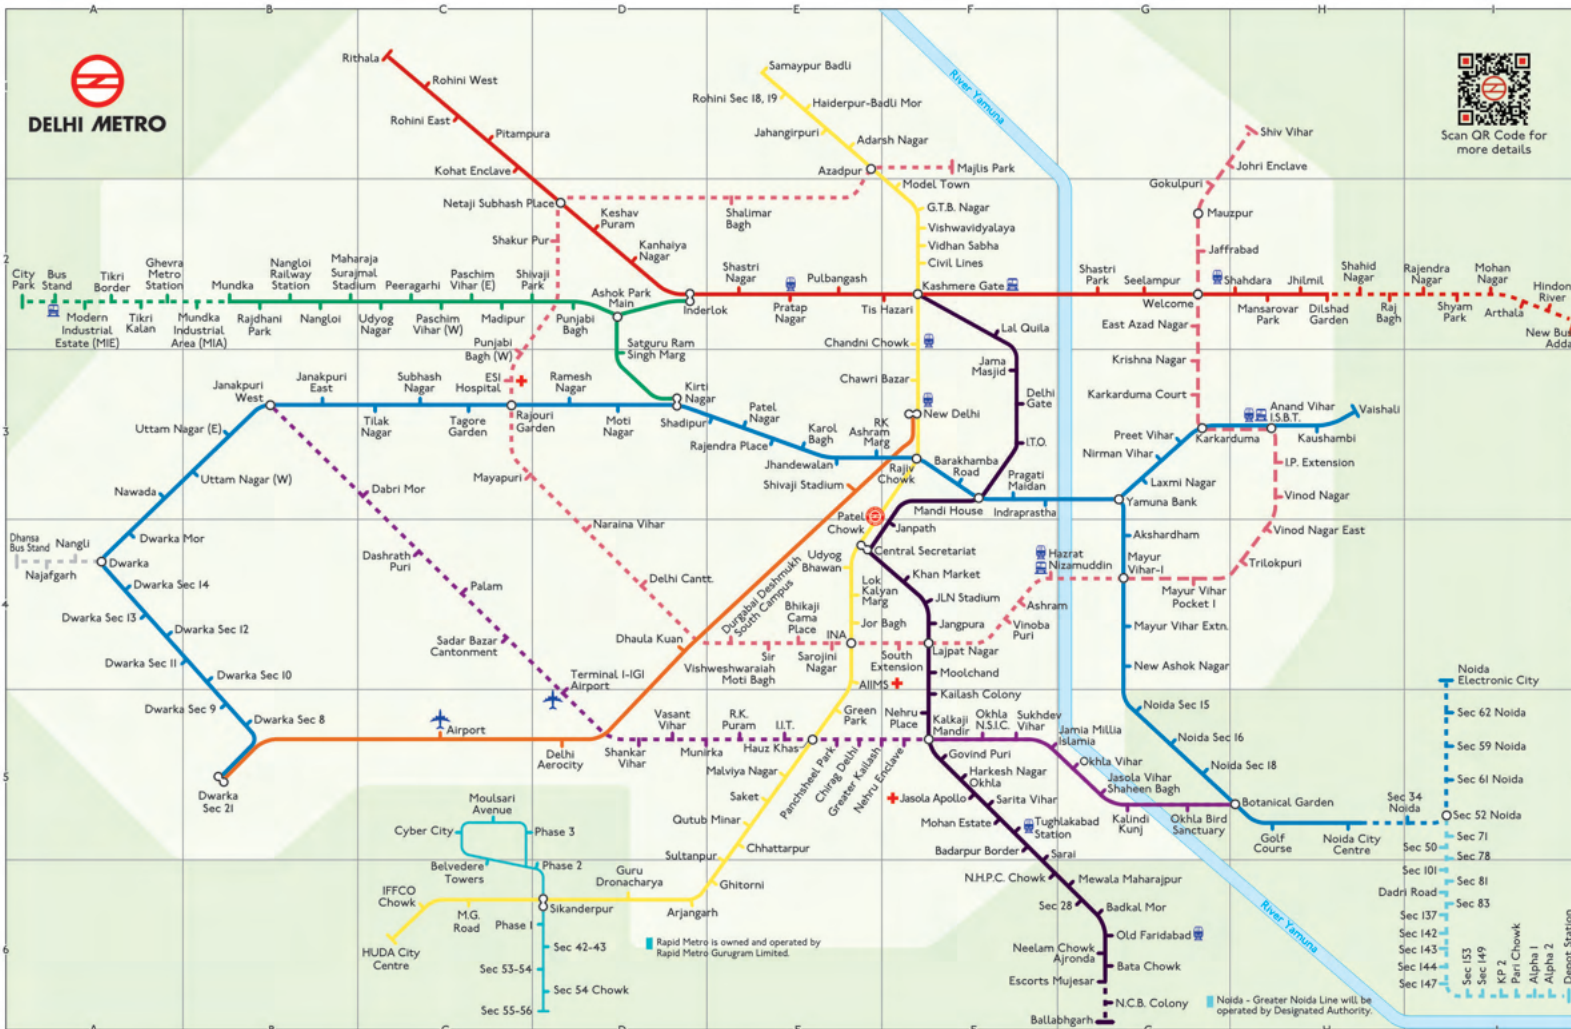 A
B
C
D
E
F
G
H
I
DELHI METRO
Scan QR Code for
more details
Rithala
Rohini West
Rohini East
Pitampura
Kohat Enclave
Netaji Subhash Place
Keshav
Puram
Kanhaiya
Nagar
Shakur Pur
Samaypur Badli
Rohini Sec 18, 19
Haiderpur-Badli Mor
Jahangirpuri
Adarsh Nagar
Azadpur
Majlis Park
Model Town
Shalimar
Bagh
G.T.B. Nagar
Vishwavidyalaya
Vidhan Sabha
Civil Lines
River Yamuna
Shiv Vihar
Johri Enclave
Gokulpuri
Mauzpur
Jaffrabad
2
City
Park
Bus
Stand
Tikri
Border
Ghevra
Metro
Station
Mundka
Nangloi
Railway
Station
Maharaja
Surajmal
Stadium
Peeragarhi
Paschim
Vihar (E)
Shivaji
Park
Ashok Park
Main
Inderlok
Modern
Industrial
Estate (MIE)
Tikri
Kalan
Mundka
Industrial
Area (MIA)
Rajdhani
Park
Nangloi
Udyog
Nagar
Paschim
Vihar (W)
Madipur
Punjabi
Bagh
Punjabi
Bagh (W)
Satguru Ram
Singh Marg
Shastri
Nagar
Pratap
Nagar
Pulbangash
Tis Hazari
Kashmere Gate
Shastri
Park
Seelampur
Welcome
Shahdara
Mansarovar
Park
Jhilmil
Dilshad
Garden
Shahid
Nagar
Raj
Bagh
Rajendra
Nagar
Shyam
Park
Mohan
Nagar
Arthala
Hindon
River
New Bus
Adda
Lal Quila
Jama
Masjid
Delhi
Gate
I.T.O.
Chandni Chowk
Chawri Bazar
New Delhi
East Azad Nagar
Krishna Nagar
Karkarduma Court
3
Janakpuri
West
Janakpuri
East
Subhash
Nagar
ESI
Hospital
Ramesh
Nagar
Kirti
Nagar
Tilak
Nagar
Tagore
Garden
Rajouri
Garden
Moti
Nagar
Shadipur
Patel
Nagar
Rajendra Place
Karol
Bagh
Jhandewalan
RK
Ashram
Marg
Rajiv
Chowk
Barakhamba
Road
Mandi House
Pragati
Maidan
Indraprastha
Yamuna Bank
Laxmi Nagar
Nirman Vihar
Preet Vihar
Karkarduma
Anand Vihar
I.S.B.T.
Kaushambi
Vaishali
I.P. Extension
Vinod Nagar
Vinod Nagar East
Trilokpuri
Uttam Nagar (E)
Uttam Nagar (W)
Nawada
Dwarka Mor
Dabri Mor
Mayapuri
Shivaji Stadium
Patel
Chowk
Janpath
Naraina Vihar
Dhansa
Bus Stand
Nangli
Najafgarh
Dwarka
Dwarka Sec 14
Dwarka Sec 13
Dwarka Sec 12
Dwarka Sec 11
Dwarka Sec 10
Dwarka Sec 9
Dwarka Sec 8
Dwarka
Sec 21
4
Dashrath
Puri
Palam
Sadar Bazar
Cantonment
Terminal 1-IGI
Airport
Delhi Cantt.
Dhaula Kuan
Durgabai Deshmukh
South Campus
Udyog
Bhawan
Central Secretariat
Khan Market
Lok
Kalyan
Marg
JLN Stadium
Jor Bagh
Jangpura
Bhikaji
Cama
Place
INA
Sir
Vishweshwaraiah
Moti Bagh
Sarojini
Nagar
South
Extension
Lajpat Nagar
Vinoba
Puri
Ashram
Hazrat
Nizamuddin
Akshardham
Mayur
Vihar-I
Mayur Vihar
Pocket I
Mayur Vihar Extn.
New Ashok Nagar
Moolchand
AIIMS
Kailash Colony
Green
Park
Nehru
Place
Kalkaji
Mandir
Okhla
N.S.I.C.
Sukhdev
Vihar
Jamia Millia
Islamia
Okhla Vihar
Jasola Vihar
Shaheen Bagh
Kalindi
Kunj
Okhla Bird
Sanctuary
Botanical Garden
Noida Sec 15
Noida Sec 16
Noida Sec 18
Golf
Course
Noida City
Centre
Sec 34
Noida
Noida
Electronic City
Sec 62 Noida
Sec 59 Noida
Sec 61 Noida
Sec 52 Noida
5
Airport
Delhi
Aerocity
Shankar
Vihar
Vasant
Vihar
Munirka
R.K.
Puram
I.I.T.
Hauz Khas
Panchsheel Park
Chirag Delhi
Greater Kailash
Nehru Enclave
Malviya Nagar
Saket
Qutub Minar
Chhattarpur
Sultanpur
Ghitorni
Arjangarh
Guru
Dronacharya
Sikanderpur
M.G.
Road
IFFCO
Chowk
HUDA City
Centre
Moulsari
Avenue
Cyber City
Phase 3
Belvedere
Towers
Phase 2
Phase 1
Sec 42-43
Sec 53-54
Sec 54 Chowk
Sec 55-56
Govind Puri
Harkesh Nagar
Okhla
Jasola Apollo
Sarita Vihar
Mohan Estate
Tughlakabad
Station
Badarpur Border
Sarai
N.H.P.C. Chowk
Mewala Maharajpur
Sec 28
Badkal Mor
Old Faridabad
Neelam Chowk
Ajronda
Bata Chowk
Escorts Mujesar
N.C.B. Colony
Ballabhgarh
6
Rapid Metro is owned and operated by
Rapid Metro Gurugram Limited.
River Yamuna
Noida - Greater Noida Line will be
operated by Designated Authority.
Sec 71
Sec 50
Sec 78
Sec 101
Sec 81
Dadri Road
Sec 83
Sec 137
Sec 142
Sec 143
Sec 144
Sec 147
Sec 153
Sec 149
KP 2
Pari Chowk
Alpha 1
Alpha 2
Depot Station